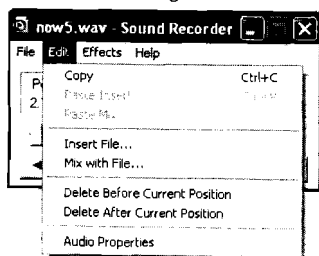 now5.wav - Sound Recorder
File Edit Effects Help
Copy Ctrl+C
Paste Insert
Paste Mix
Insert File...
Mix with File...
Delete Before Current Position
Delete After Current Position
Audio Properties